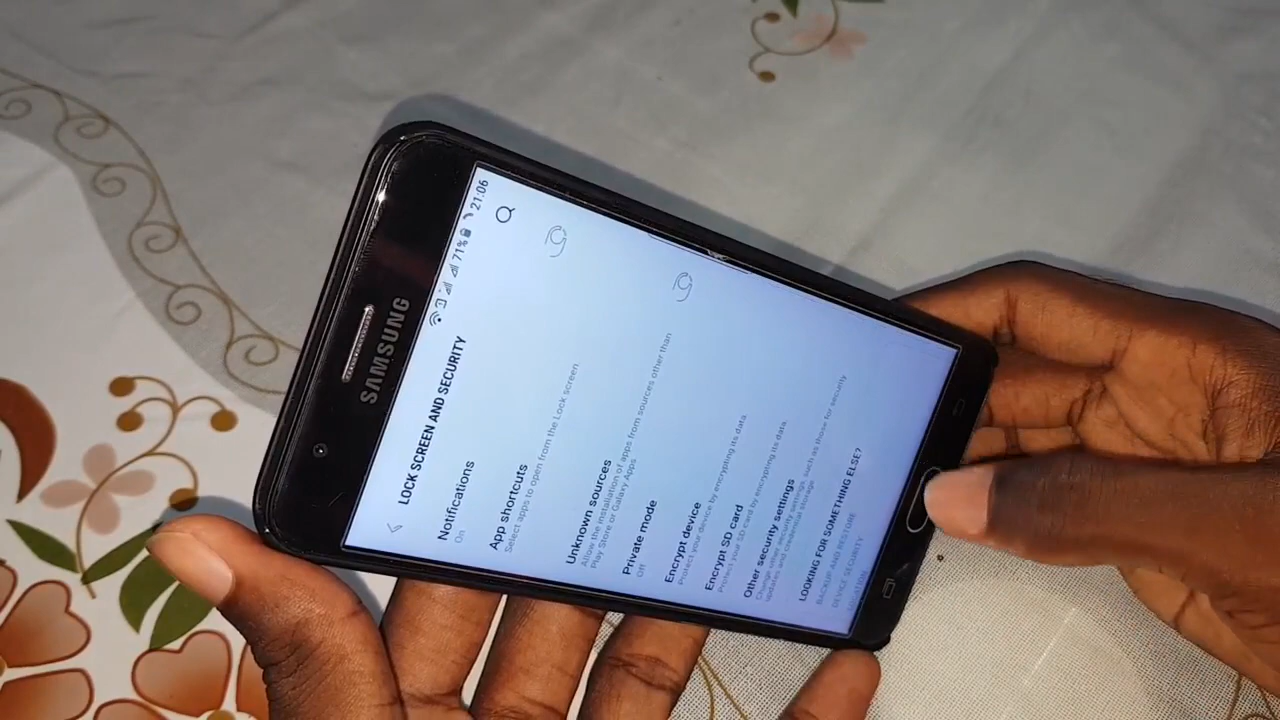 SAMSUNG
71% 21:06
LOCK SCREEN AND SECURITY
Notifications
On
App shortcuts
Select apps to open from the Lock screen
Unknown sources
Allow the installation of apps from sources other than
Play Store or Galaxy Apps
Private mode
Off
Encrypt device
Protect your device by encrypting its data.
Encrypt SD card
Protect your SD card by encrypting its data.
Other security settings
Change other security settings, such as those for security
updates and credential storage.
LOOKING FOR SOMETHING ELSE?
BACKUP AND RESTORE
DEVICE SECURITY